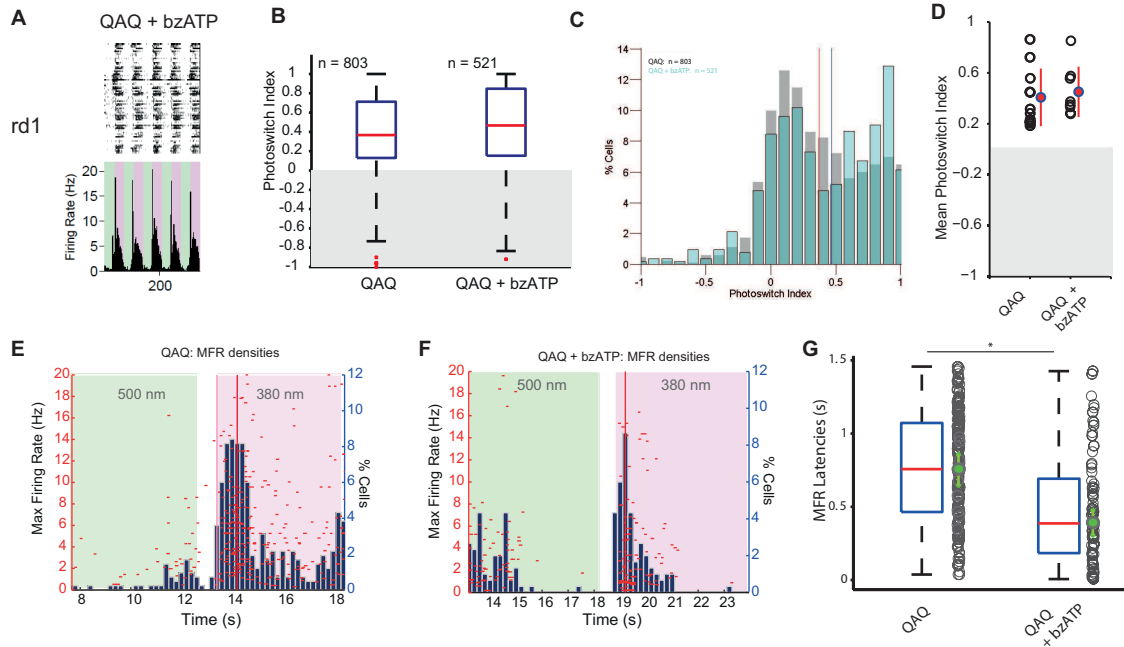 A
QAQ + bzATP
rd1
Firing Rate (Hz)
20
15
10
5
0
200
B
Photoswitch Index
n = 803
n = 521
1
0.8
0.6
0.4
0.2
0
-0.2
-0.4
-0.6
-0.8
-1
QAQ
QAQ + bzATP
C
QAQ: n = 803
QAQ + bzATP: n = 521
% Cells
14
12
10
8
6
4
2
0
-1
-0.5
0
0.5
1
Photoswitch Index
D
Mean Photoswitch Index
1
0.6
0.2
−0.2
−0.6
−1
QAQ
QAQ +
bzATP
E
QAQ: MFR densities
500 nm
380 nm
Max Firing Rate (Hz)
20
18
16
14
12
10
8
6
4
2
0
12
10
8
6
4
2
0
% Cells
8
10
12
14
16
18
Time (s)
F
QAQ + bzATP: MFR densities
500 nm
380 nm
Max Firing Rate (Hz)
20
18
16
14
12
10
8
6
4
2
0
12
10
8
6
4
2
0
% Cells
14
15
16
17
18
19
20
21
22
23
Time (s)
G
*
MFR Latencies (s)
1.5
1
0.5
0
QAQ
QAQ
+ bzATP